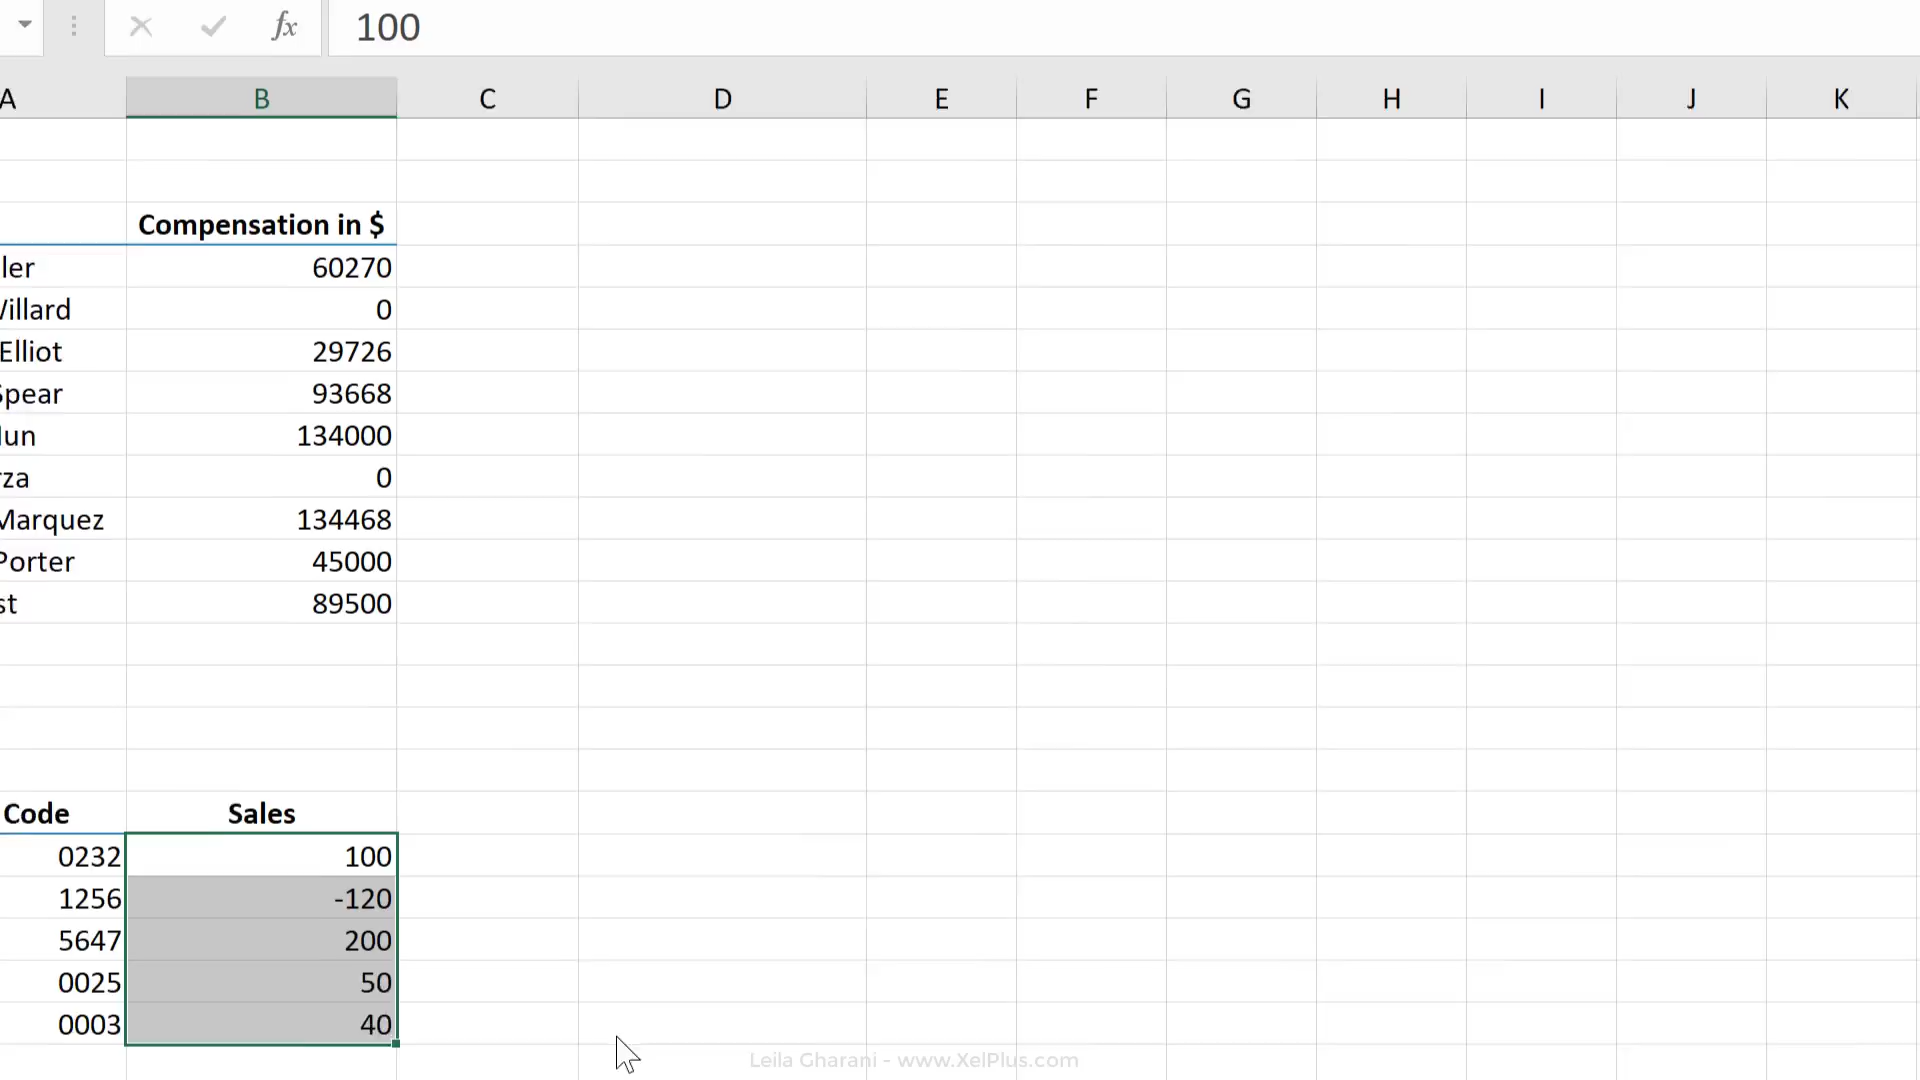 fx 100
A B C D E F G H I J K
Compensation in $
ler 60270
Villard 0
Elliot 29726
Spear 93668
134000
rza 0
Marquez 134468
Porter 45000
st 89500
Code Sales
0232 100
1256 -120
5647 200
0025 50
0003 40
Leila Gharani - www.XelPlus.com